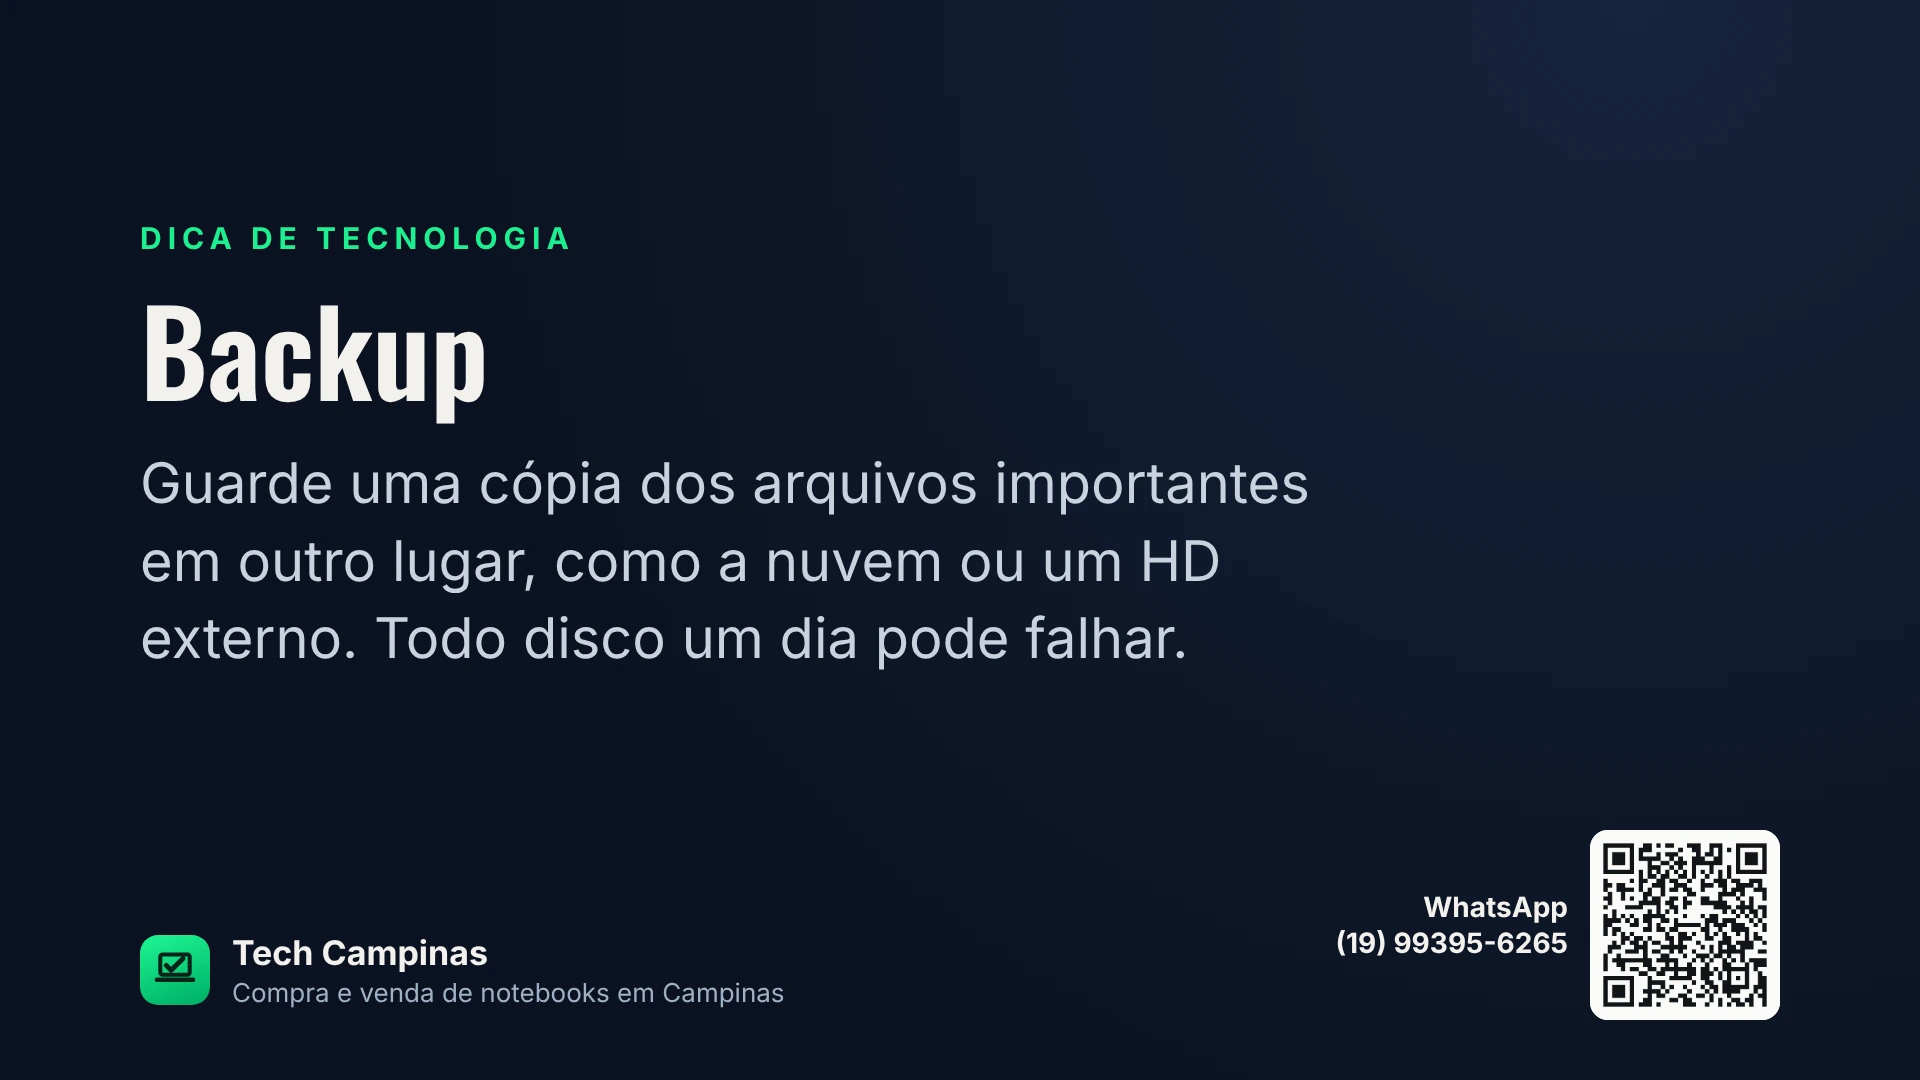 DICA DE TECNOLOGIA
Backup
Guarde uma cópia dos arquivos importantes
em outro lugar, como a nuvem ou um HD
externo. Todo disco um dia pode falhar.
Tech Campinas
Compra e venda de notebooks em Campinas
WhatsApp
(19) 99395-6265